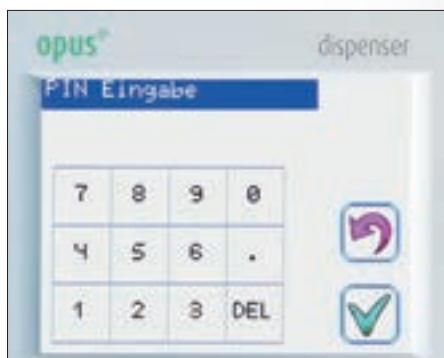 opus® dispenser
PIN Eingabe
7 8 9 0
4 5 6 .
1 2 3 DEL